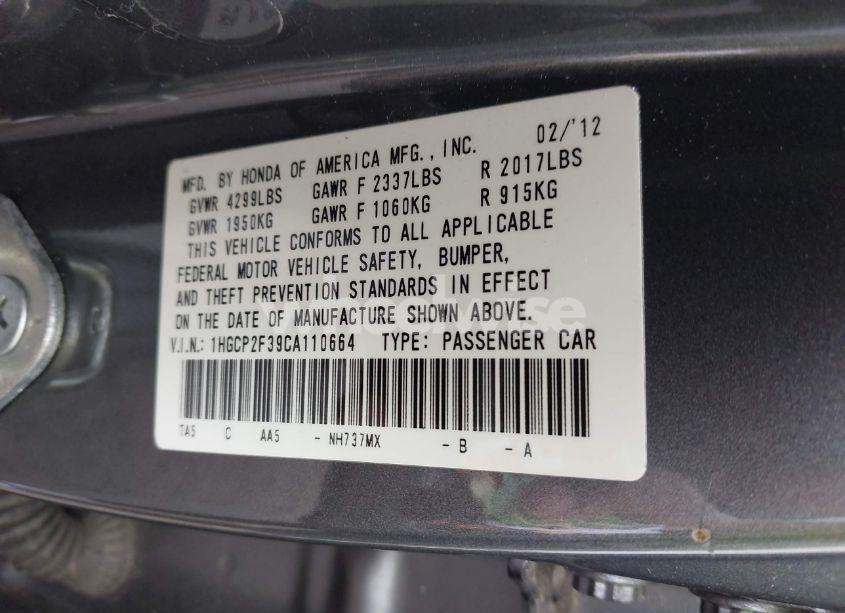 MFD. BY HONDA OF AMERICA MFG., INC. 02/'12
GVWR 4299LBS GAWR F 2337LBS R 2017LBS
GVWR 1950KG GAWR F 1060KG R 915KG
THIS VEHICLE CONFORMS TO ALL APPLICABLE
FEDERAL MOTOR VEHICLE SAFETY, BUMPER,
AND THEFT PREVENTION STANDARDS IN EFFECT
ON THE DATE OF MANUFACTURE SHOWN ABOVE.
wheelwise
V.I.N.: 1HGCP2F39CA110664 TYPE: PASSENGER CAR
TA5 C AA5 - NH737MX - B - A